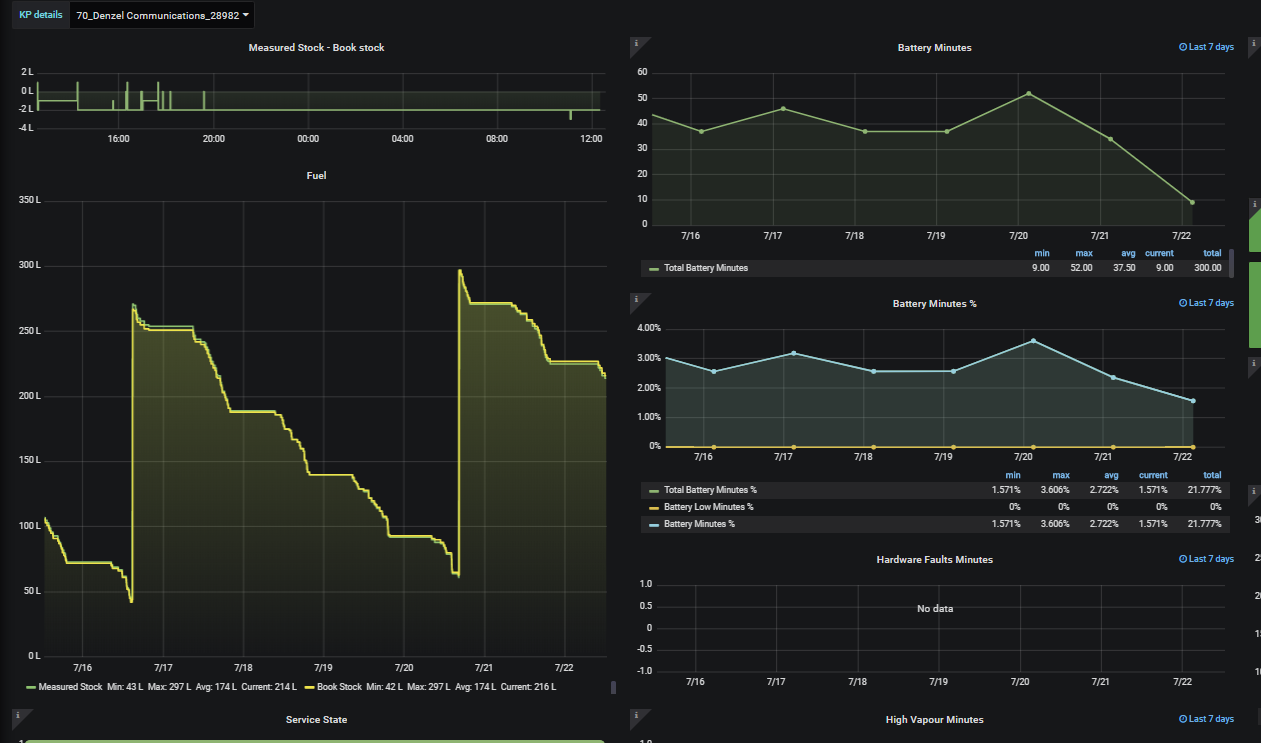 KP details 70_Denzel Communications_28982
Measured Stock - Book stock
2 L
0 L
-2 L
-4 L
16:00 20:00 00:00 04:00 08:00 12:00
Fuel
350 L
300 L
250 L
200 L
150 L
100 L
50 L
0 L
7/16 7/17 7/18 7/19 7/20 7/21 7/22
Measured Stock Min: 43 L Max: 297 L Avg: 174 L Current: 214 L Book Stock Min: 42 L Max: 297 L Avg: 174 L Current: 216 L
i Service State
1
i Battery Minutes Last 7 days
60
50
40
30
20
10
0
7/16 7/17 7/18 7/19 7/20 7/21 7/22
min max avg current total
Total Battery Minutes 9.00 52.00 37.50 9.00 300.00
i Battery Minutes % Last 7 days
4.00%
3.00%
2.00%
1.00%
0%
7/16 7/17 7/18 7/19 7/20 7/21 7/22
min max avg current total
Total Battery Minutes % 1.571% 3.606% 2.722% 1.571% 21.777%
Battery Low Minutes % 0% 0% 0% 0% 0%
Battery Minutes % 1.571% 3.606% 2.722% 1.571% 21.777%
Hardware Faults Minutes Last 7 days
1.0
0.5
0
-0.5
-1.0
No data
7/16 7/17 7/18 7/19 7/20 7/21 7/22
i High Vapour Minutes Last 7 days
1.0
i
i
i
i